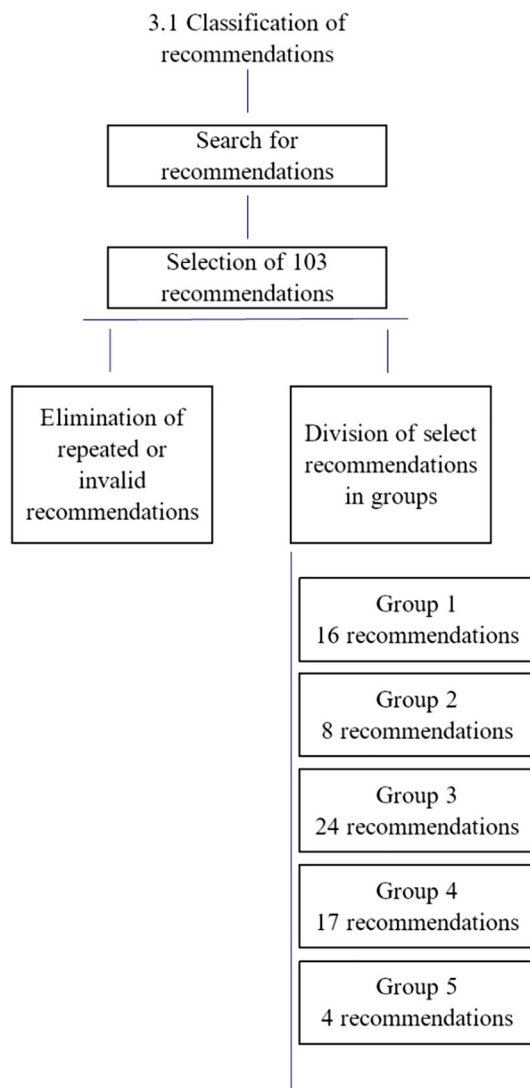 3.1 Classification of
recommendations
Search for
recommendations
Selection of 103
recommendations
Elimination of
repeated or
invalid
recommendations
Division of select
recommendations
in groups
Group 1
16 recommendations
Group 2
8 recommendations
Group 3
24 recommendations
Group 4
17 recommendations
Group 5
4 recommendations